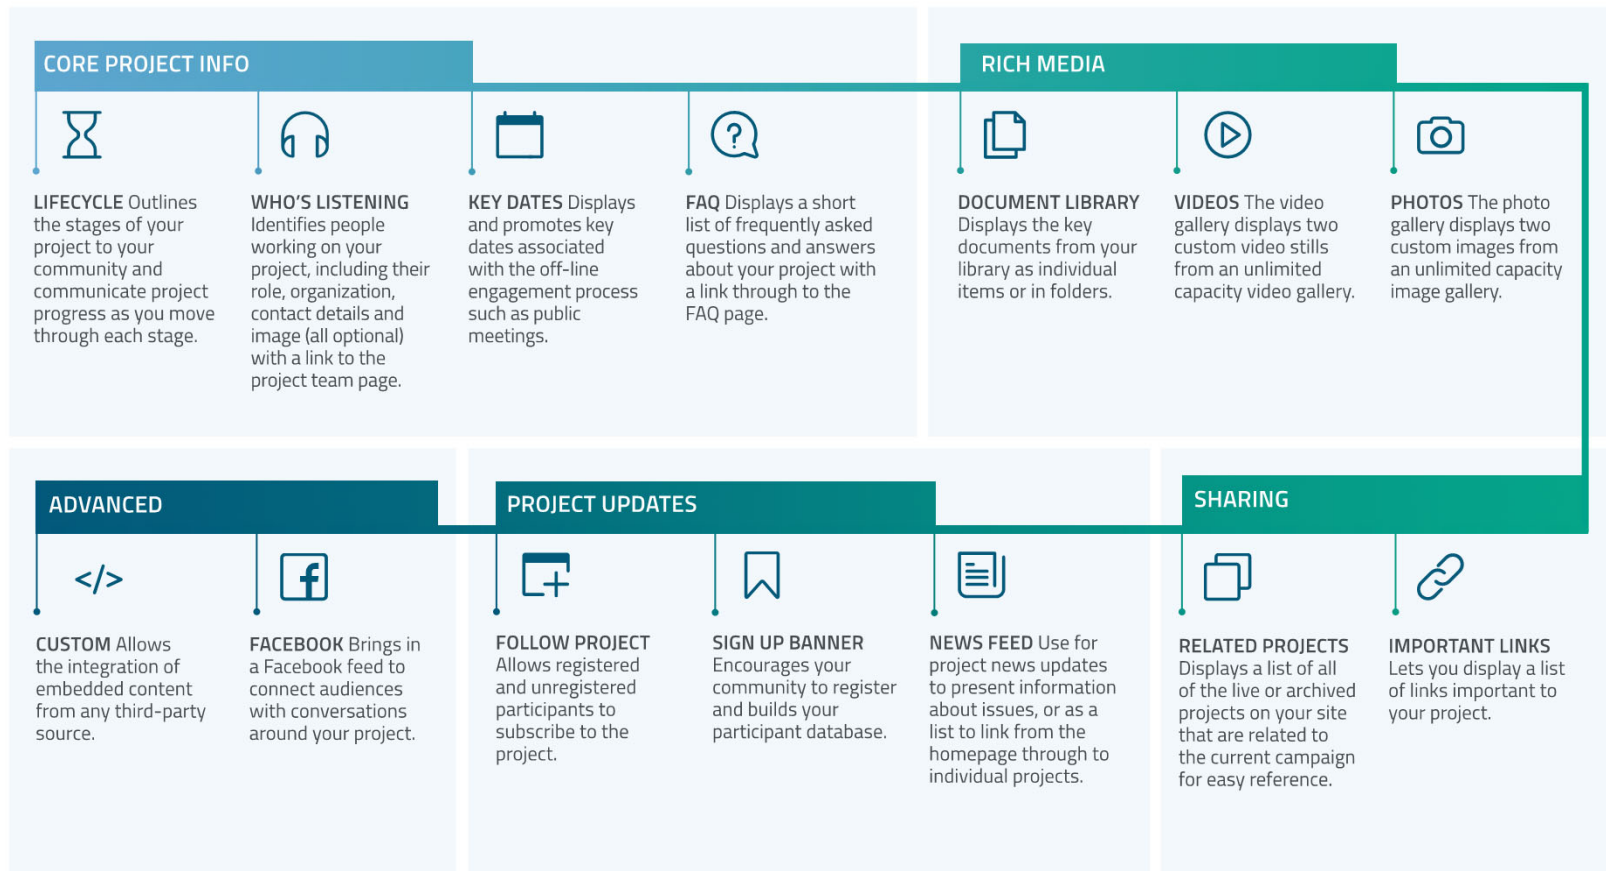 CORE PROJECT INFO
LIFECYCLE Outlines
the stages of your
project to your
community and
communicate project
progress as you move
through each stage.
WHO'S LISTENING
Identifies people
working on your
project, including their
role, organization,
contact details and
image (all optional)
with a link to the
project team page.
KEY DATES Displays
and promotes key
dates associated
with the off-line
engagement process
such as public
meetings.
FAQ Displays a short
list of frequently asked
questions and answers
about your project with
a link through to the
FAQ page.
RICH MEDIA
DOCUMENT LIBRARY
Displays the key
documents from your
library as individual
items or in folders.
VIDEOS The video
gallery displays two
custom video stills
from an unlimited
capacity video gallery.
PHOTOS The photo
gallery displays two
custom images from
an unlimited capacity
image gallery.
ADVANCED
</>
CUSTOM Allows
the integration of
embedded content
from any third-party
source.
FACEBOOK Brings in
a Facebook feed to
connect audiences
with conversations
around your project.
PROJECT UPDATES
FOLLOW PROJECT
Allows registered
and unregistered
participants to
subscribe to the
project.
SIGN UP BANNER
Encourages your
community to register
and builds your
participant database.
NEWS FEED Use for
project news updates
to present information
about issues, or as a
list to link from the
homepage through to
individual projects.
SHARING
RELATED PROJECTS
Displays a list of all
of the live or archived
projects on your site
that are related to
the current campaign
for easy reference.
IMPORTANT LINKS
Lets you display a list
of links important to
your project.